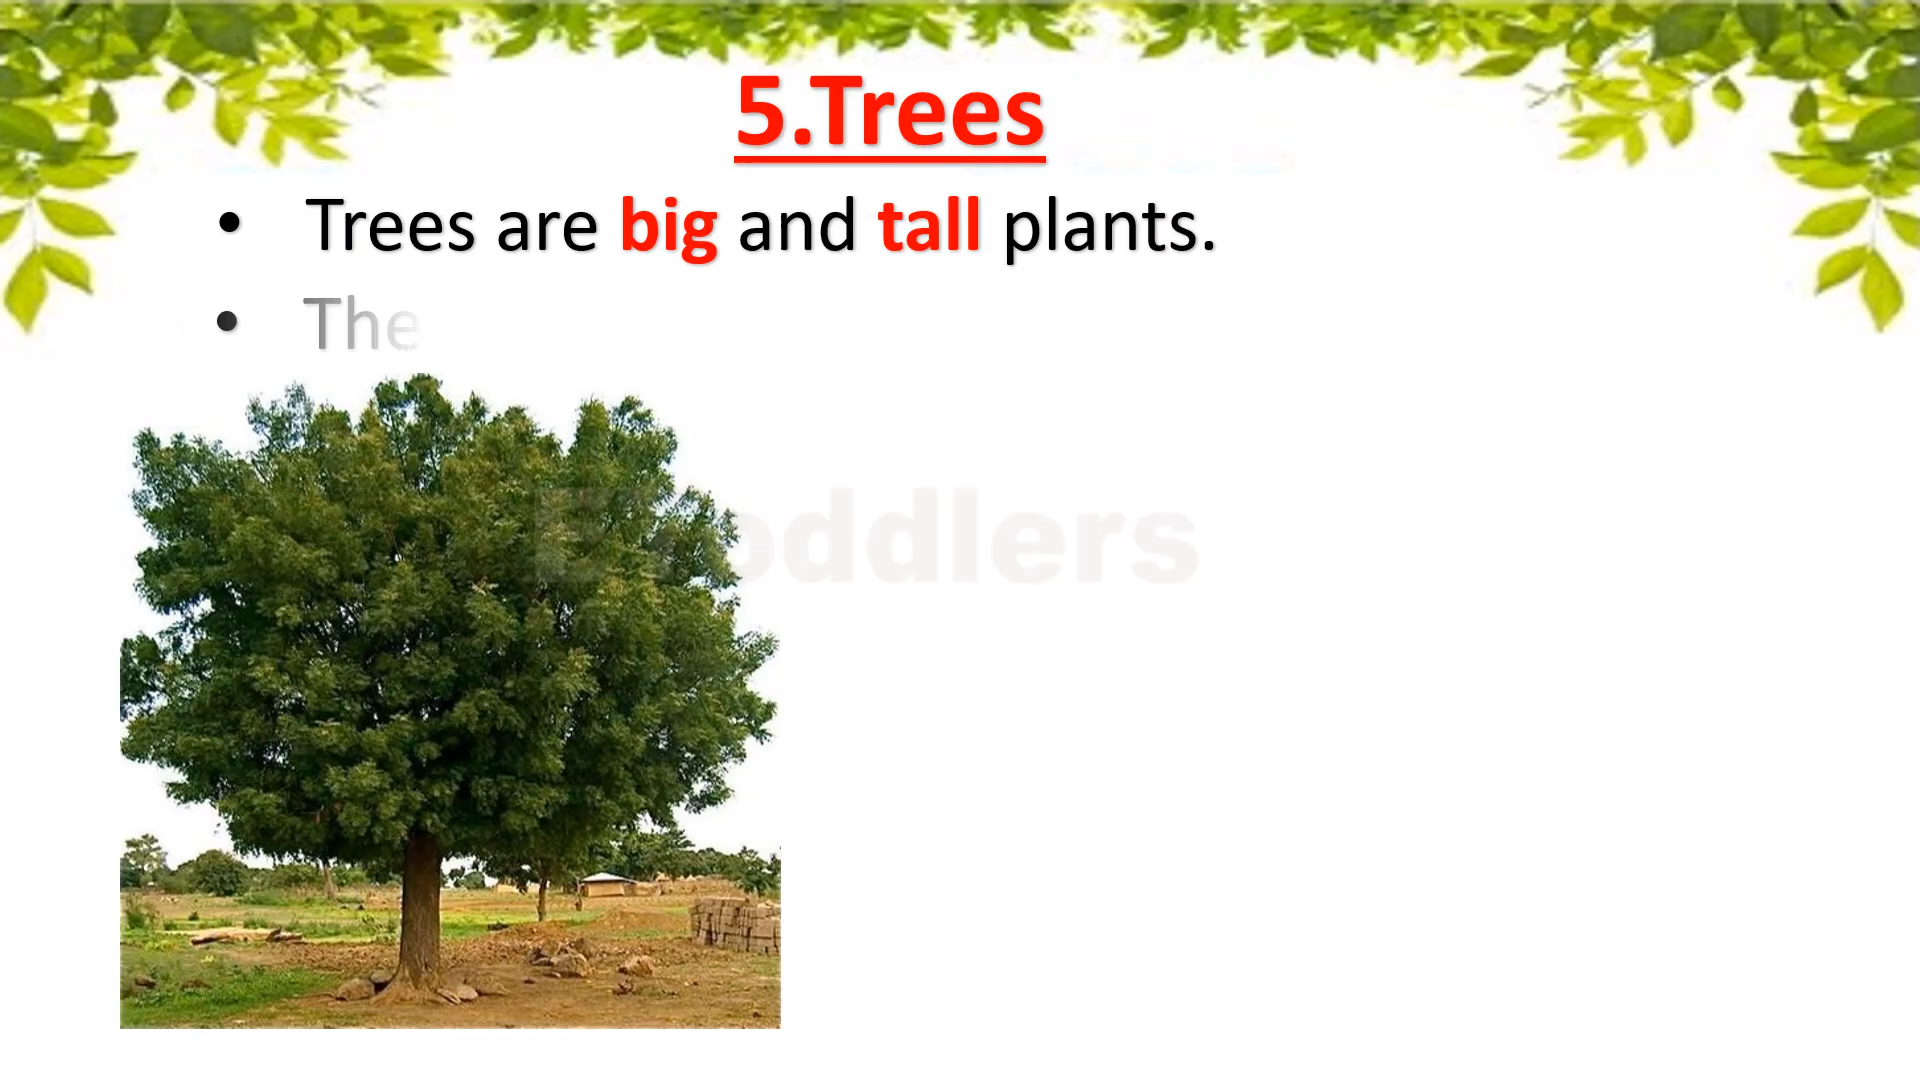 5.Trees
• Trees are big and tall plants.
• The